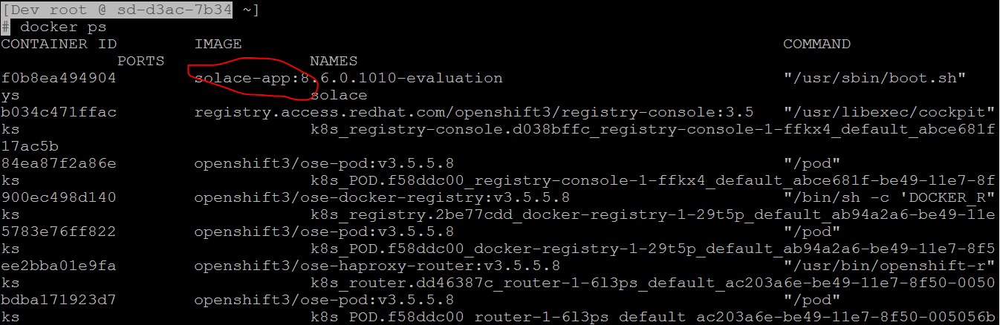 [Dev root @ sd-d3ac-7b34 ~]
# docker ps
CONTAINER ID IMAGE COMMAND
PORTS NAMES
f0b8ea494904 solace-app:8.6.0.1010-evaluation "/usr/sbin/boot.sh"
ys solace
b034c471ffac registry.access.redhat.com/openshift3/registry-console:3.5 "/usr/libexec/cockpit"
ks k8s_registry-console.d038bffc_registry-console-1-ffkx4_default_abce681f
17ac5b
84ea87f2a86e openshift3/ose-pod:v3.5.5.8 "/pod"
ks k8s_POD.f58ddc00_registry-console-1-ffkx4_default_abce681f-be49-11e7-8f
900ec498d140 openshift3/ose-docker-registry:v3.5.5.8 "/bin/sh -c 'DOCKER_R"
ks k8s_registry.2be77cdd_docker-registry-1-29t5p_default_ab94a2a6-be49-11e
5783e76ff822 openshift3/ose-pod:v3.5.5.8 "/pod"
ks k8s_POD.f58ddc00_docker-registry-1-29t5p_default_ab94a2a6-be49-11e7-8f5
ee2bba01e9fa openshift3/ose-haproxy-router:v3.5.5.8 "/usr/bin/openshift-r"
ks k8s_router.dd46387c_router-1-6l3ps_default_ac203a6e-be49-11e7-8f50-0050
bdba171923d7 openshift3/ose-pod:v3.5.5.8 "/pod"
ks k8s_POD.f58ddc00_router-1-6l3ps_default_ac203a6e-be49-11e7-8f50-005056b